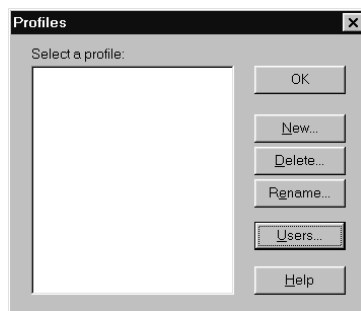 Profiles
Select a profile:
OK
New...
Delete...
Rename...
Users...
Help